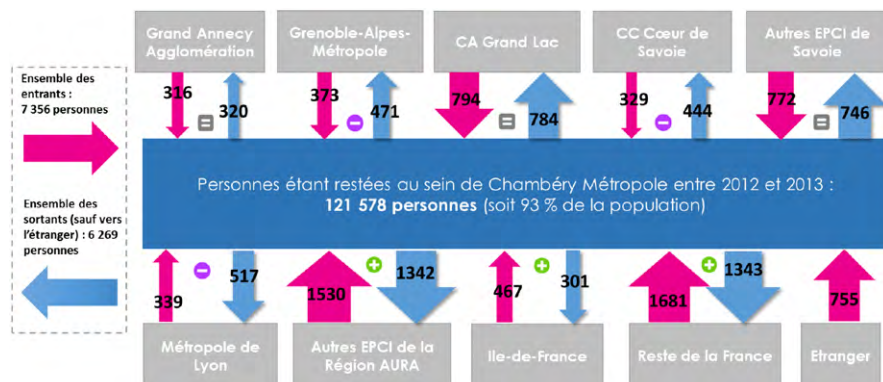 Grand Annecy
Agglomération
Grenoble-Alpes-
Métropole
CA Grand Lac
CC Cœur de
Savoie
Autres EPCI de
Savoie
Ensemble des
entrants :
7 356 personnes
316
=
320
373
-
471
794
=
784
329
-
444
772
=
746
Personnes étant restées au sein de Chambéry Métropole entre 2012 et 2013 :
121 578 personnes (soit 93 % de la population)
Ensemble des
sortants (sauf vers
l'étranger) : 6 269
personnes
339
-
517
1530
+
1342
467
+
301
1681
+
1343
755
Métropole de
Lyon
Autres EPCI de la
Région AURA
Ile-de-France
Reste de la France
Etranger